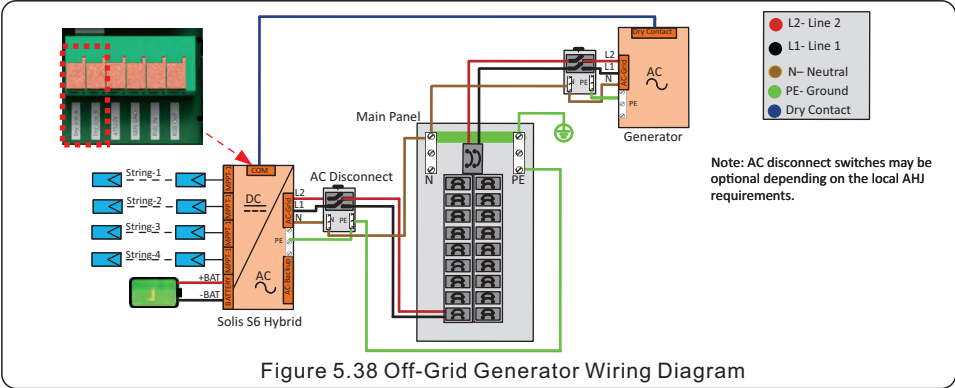 L2- Line 2
L1- Line 1
N– Neutral
PE- Ground
Dry Contact
Note: AC disconnect switches may be
optional depending on the local AHJ
requirements.
Dry Contact
L2
L1
N
N
PE
AC-Grid
AC
PE
Generator
Main Panel
N
PE
COM
DC
AC
MPPT-1
MPPT-1
MPPT-1
MPPT-1
BATTERY
AC-Grid
PE
AC-Backup
L2
L1
N
AC Disconnect
N
PE
String-1
String-2
String-3
String-4
+BAT
-BAT
Solis S6 Hybrid
Figure 5.38 Off-Grid Generator Wiring Diagram